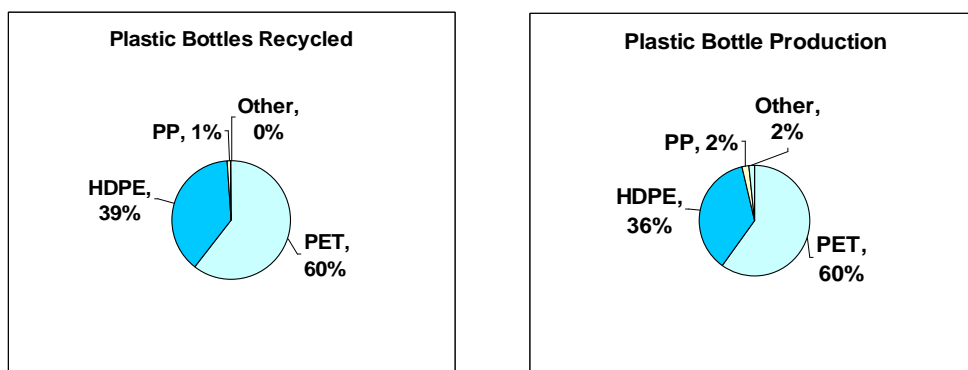 Plastic Bottles Recycled
Other,
0%
PP, 1%
HDPE,
39%
PET,
60%
Plastic Bottle Production
Other,
2%
PP, 2%
HDPE,
36%
PET,
60%